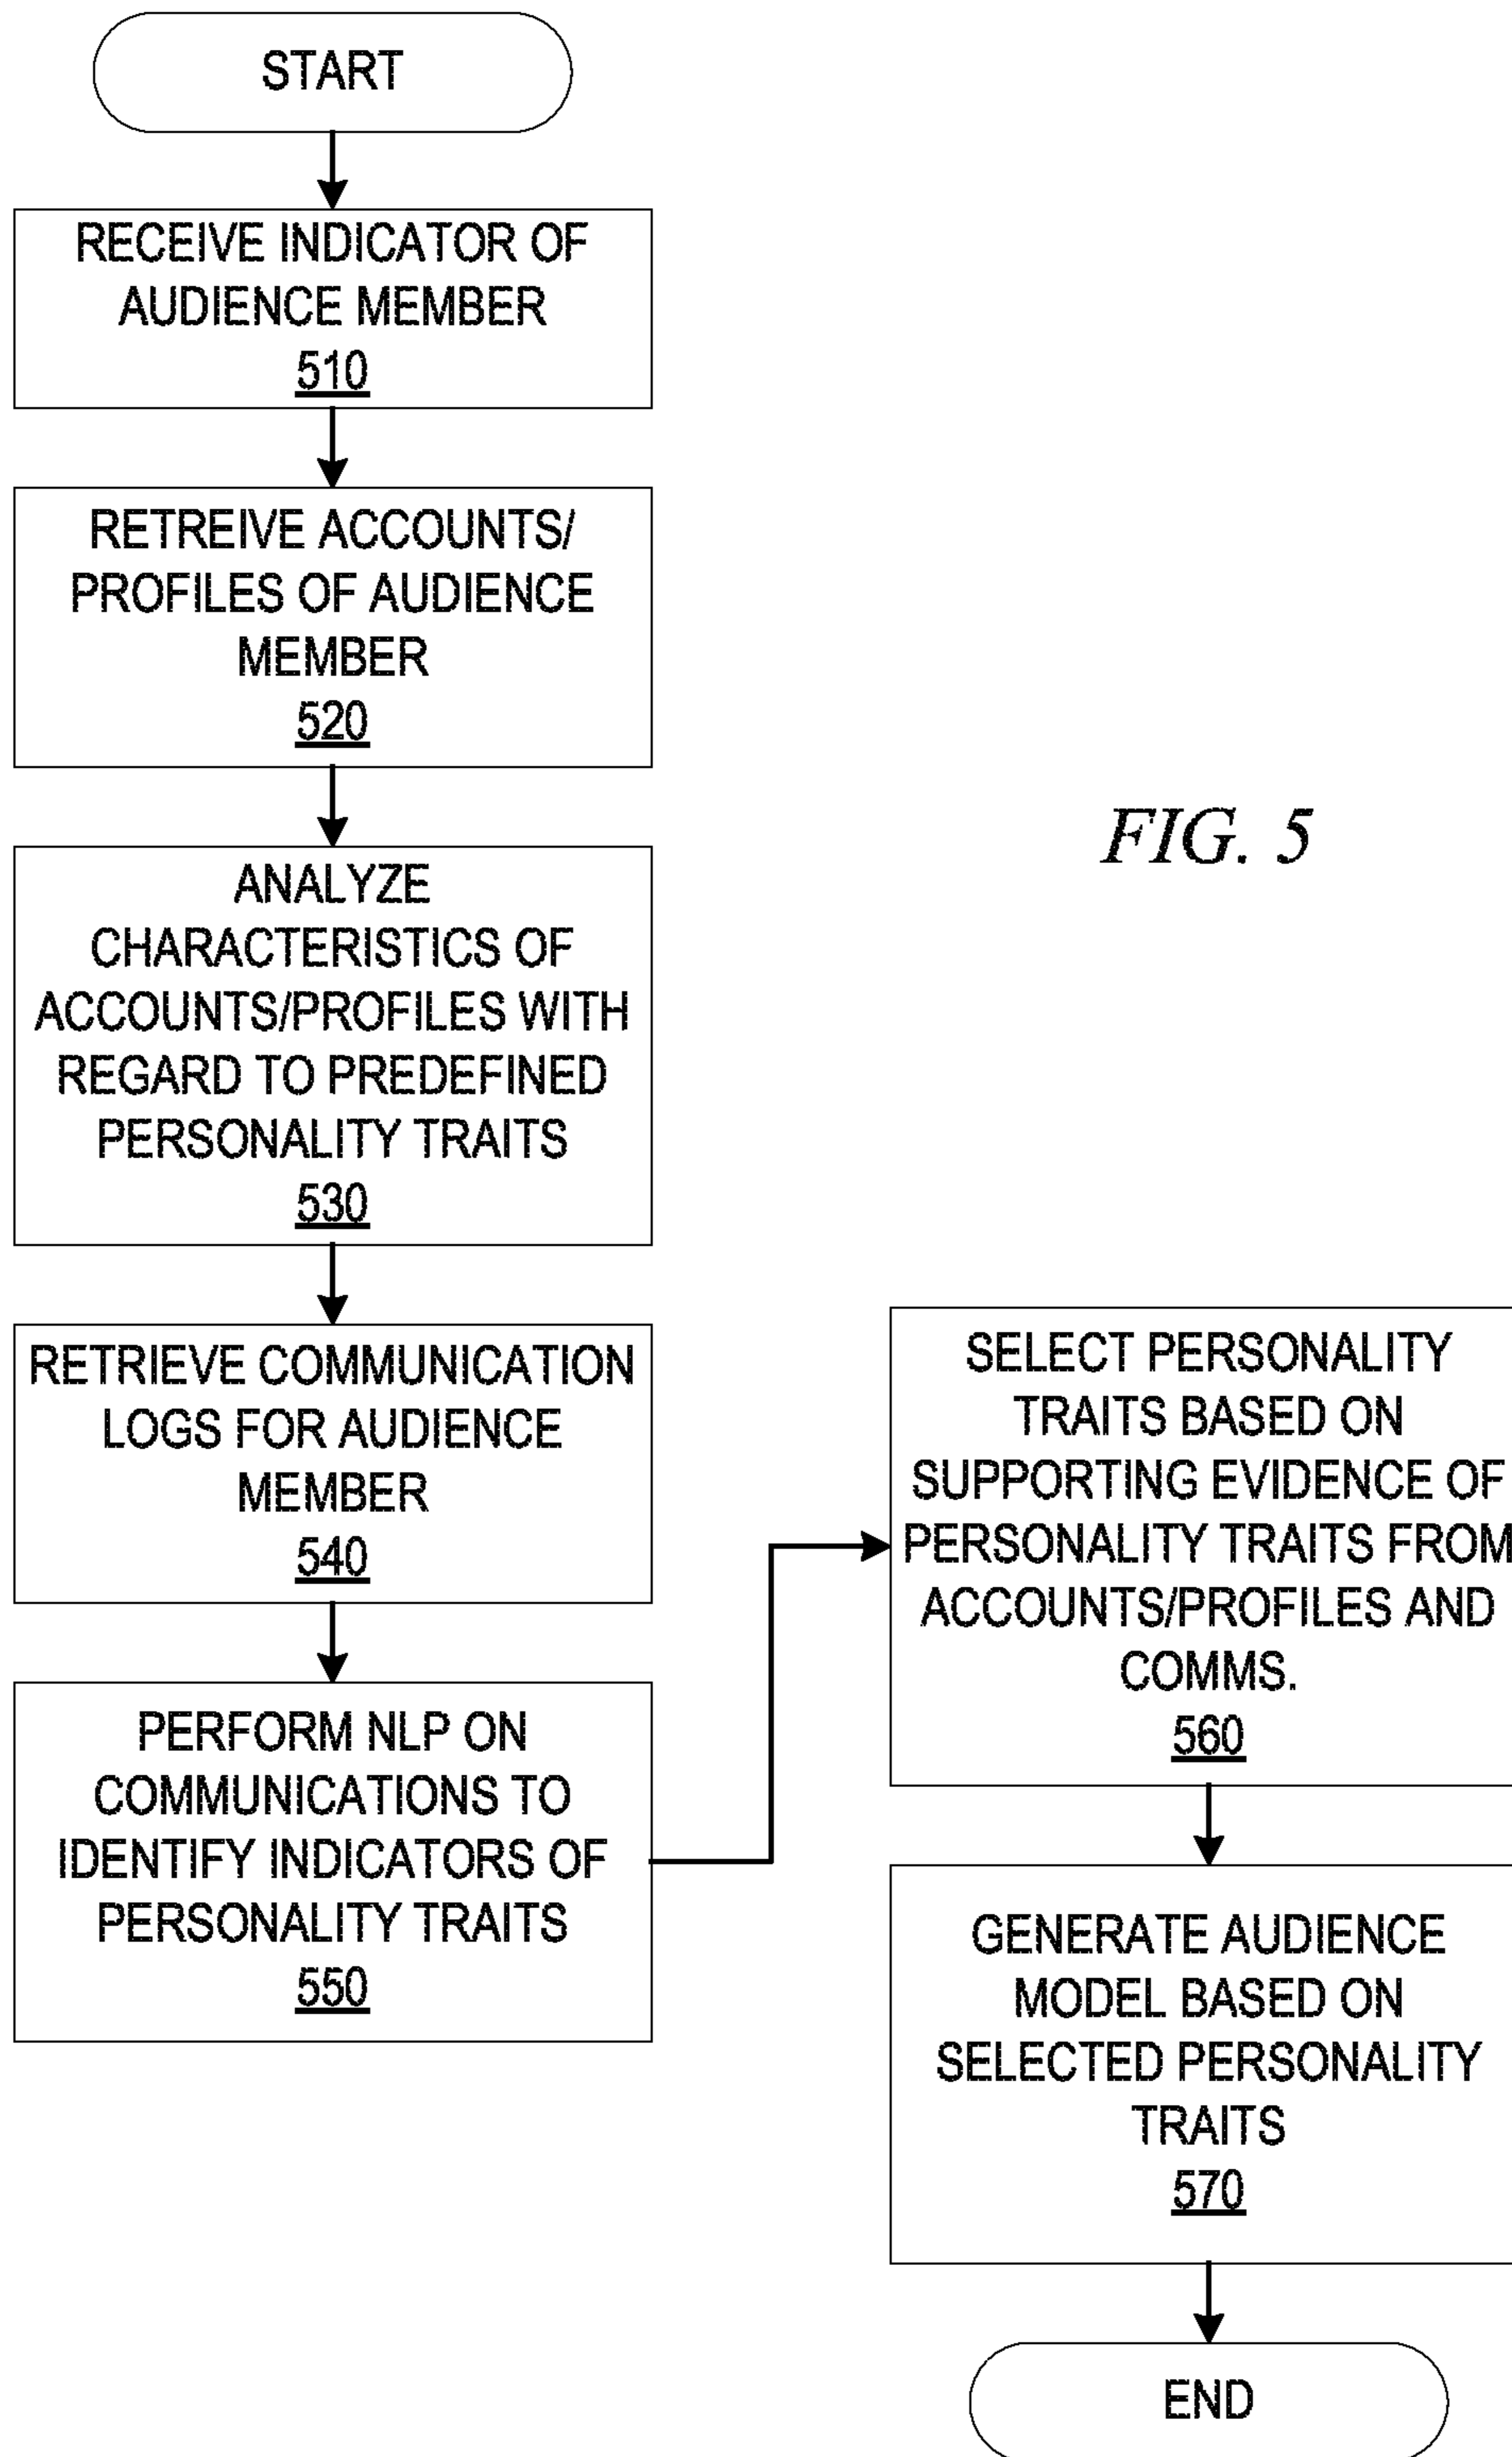 START
RECEIVE INDICATOR OF
AUDIENCE MEMBER
510
RETREIVE ACCOUNTS/
PROFILES OF AUDIENCE
MEMBER
520
ANALYZE
CHARACTERISTICS OF
ACCOUNTS/PROFILES WITH
REGARD TO PREDEFINED
PERSONALITY TRAITS
530
RETRIEVE COMMUNICATION
LOGS FOR AUDIENCE
MEMBER
540
PERFORM NLP ON
COMMUNICATIONS TO
IDENTIFY INDICATORS OF
PERSONALITY TRAITS
550
FIG. 5
SELECT PERSONALITY
TRAITS BASED ON
SUPPORTING EVIDENCE OF
PERSONALITY TRAITS FROM
ACCOUNTS/PROFILES AND
COMMS.
560
GENERATE AUDIENCE
MODEL BASED ON
SELECTED PERSONALITY
TRAITS
570
END